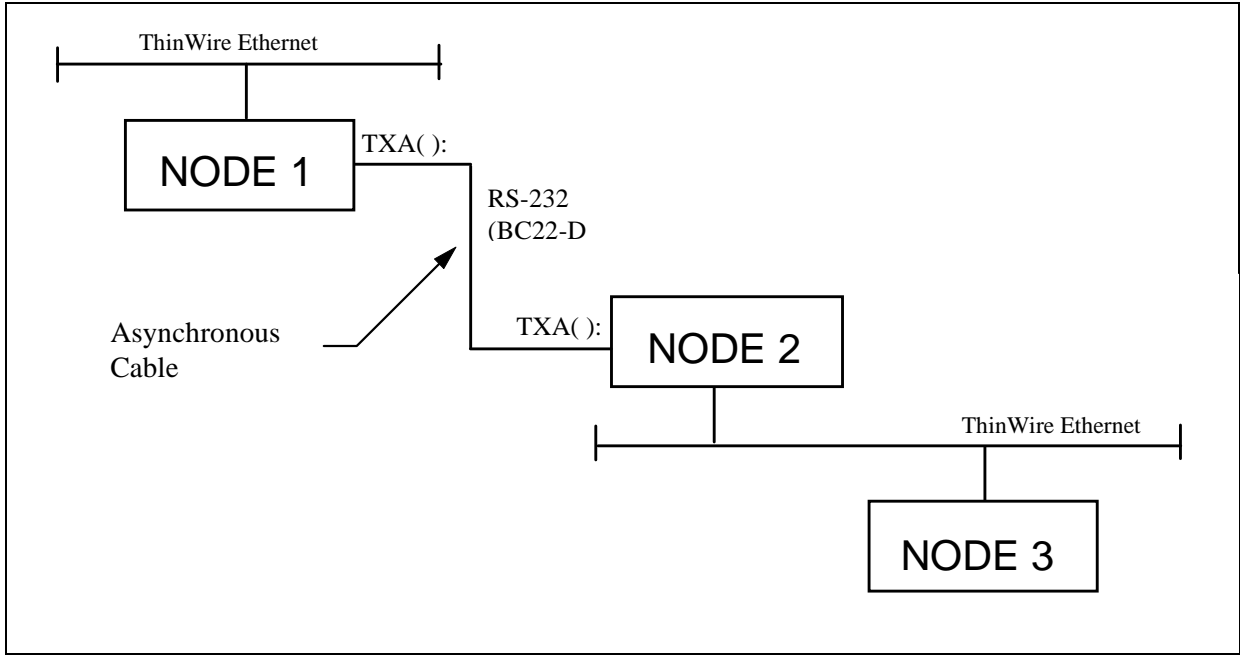 ThinWire Ethernet
NODE 1
TXA( ):
RS-232
(BC22-D
Asynchronous
Cable
TXA( ):
NODE 2
ThinWire Ethernet
NODE 3